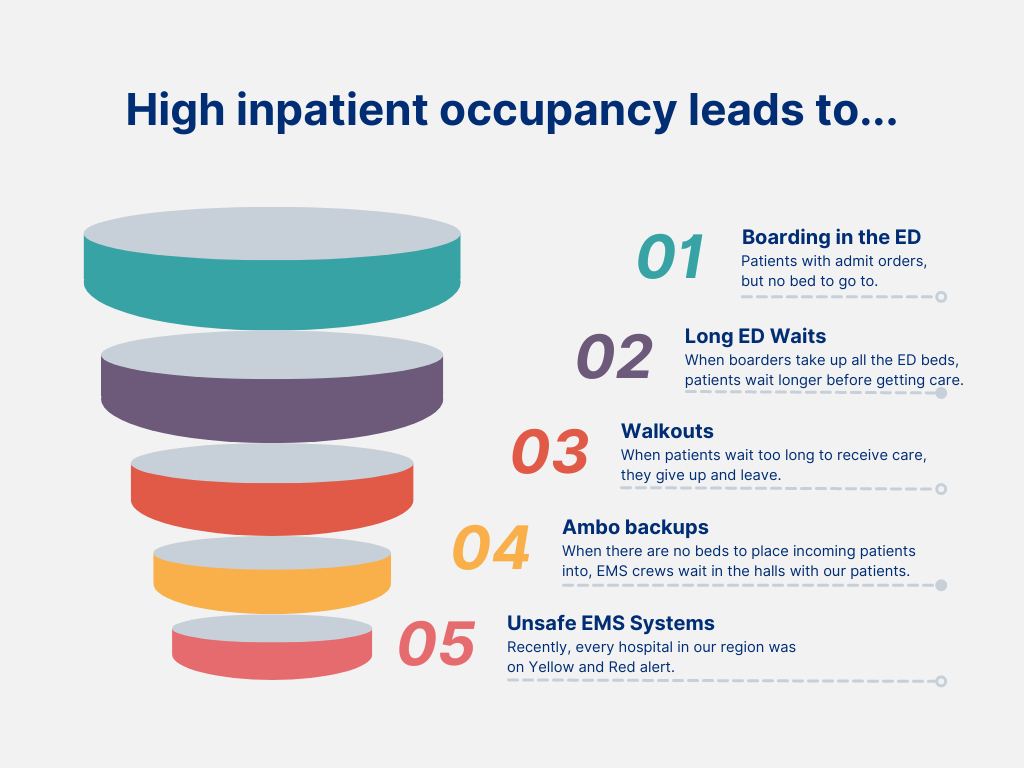 High inpatient occupancy leads to...
01
Boarding in the ED
Patients with admit orders,
but no bed to go to.
02
Long ED Waits
When boarders take up all the ED beds,
patients wait longer before getting care.
03
Walkouts
When patients wait too long to receive care,
they give up and leave.
04
Ambo backups
When there are no beds to place incoming patients
into, EMS crews wait in the halls with our patients.
05
Unsafe EMS Systems
Recently, every hospital in our region was
on Yellow and Red alert.